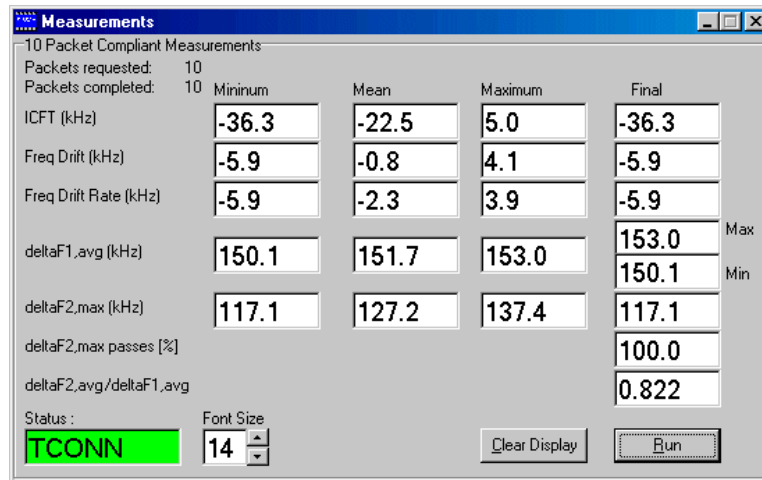 Measurements
10 Packet Compliant Measurements
Packets requested: 10
Packets completed: 10
Mininum Mean Maximum Final
ICFT (kHz) -36.3 -22.5 5.0 -36.3
Freq Drift (kHz) -5.9 -0.8 4.1 -5.9
Freq Drift Rate (kHz) -5.9 -2.3 3.9 -5.9
153.0 Max
deltaF1,avg (kHz) 150.1 151.7 153.0
150.1 Min
deltaF2,max (kHz) 117.1 127.2 137.4 117.1
deltaF2,max passes [%] 100.0
deltaF2,avg/deltaF1,avg 0.822
Status : Font Size
TCONN 14 Clear Display Run